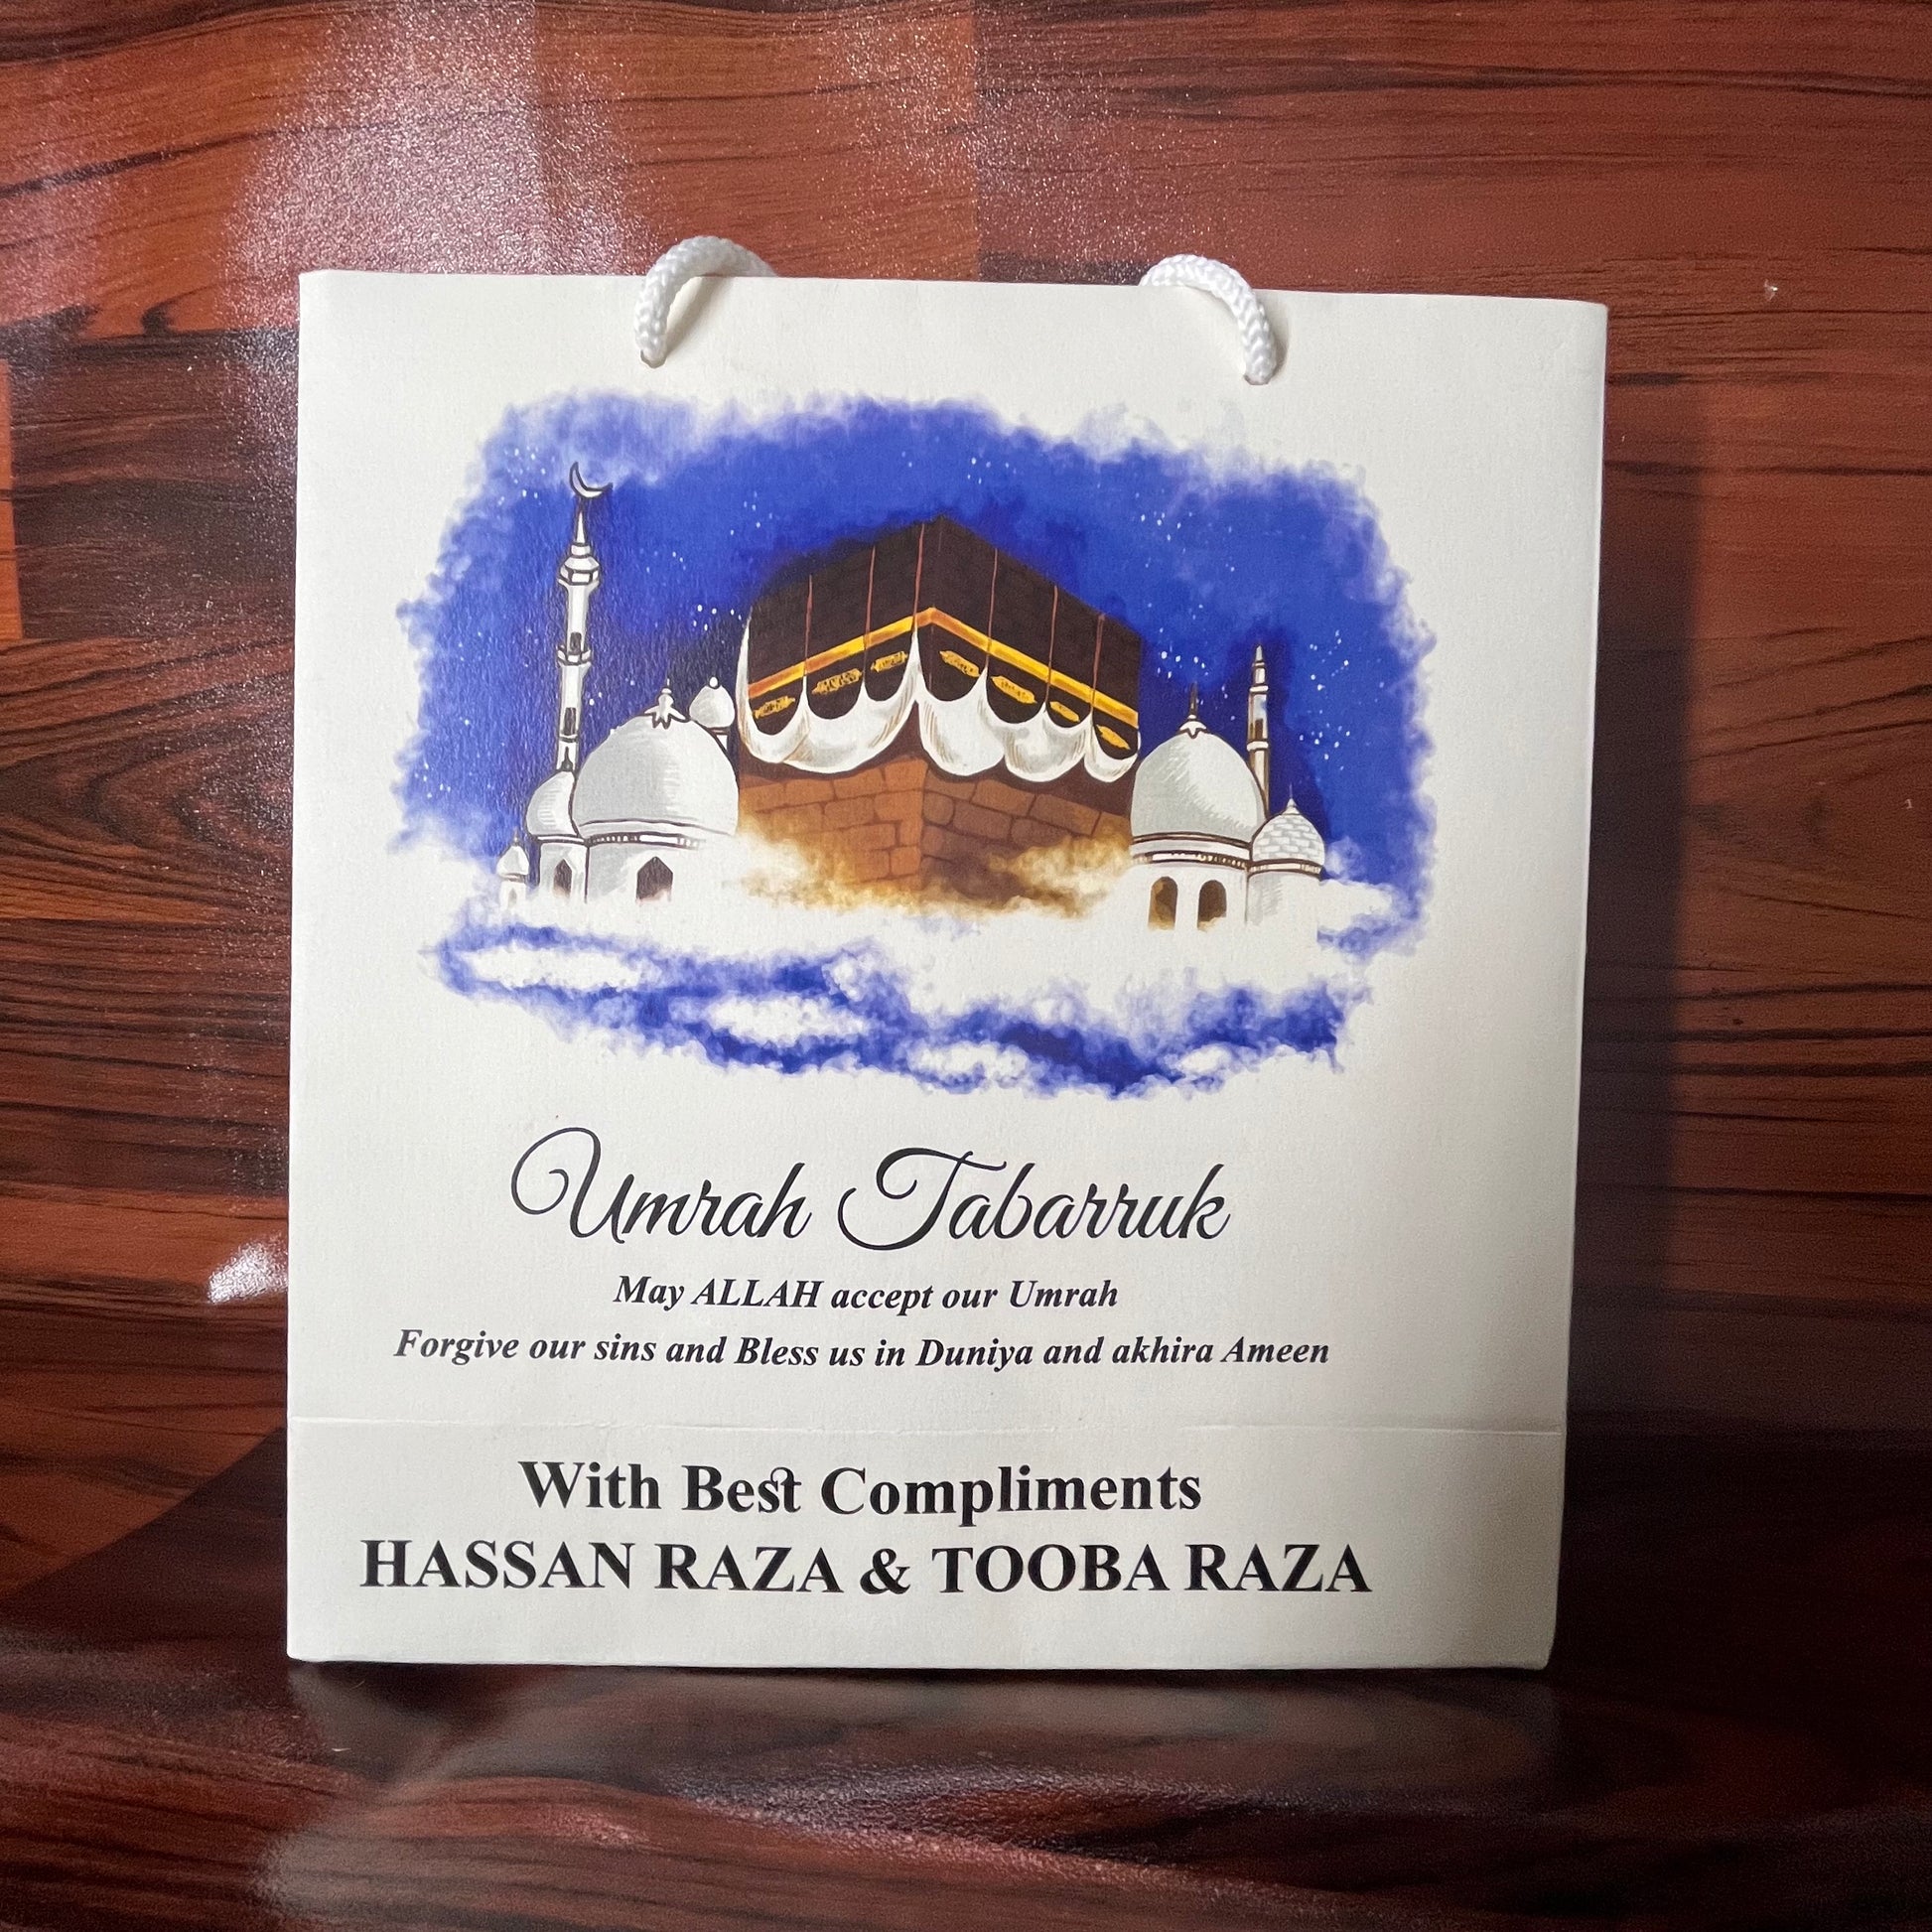 Umrah Tabarruk
May ALLAH accept our Umrah
Forgive our sins and Bless us in Duniya and akhira Ameen
With Best Compliments
HASSAN RAZA & TOOBA RAZA